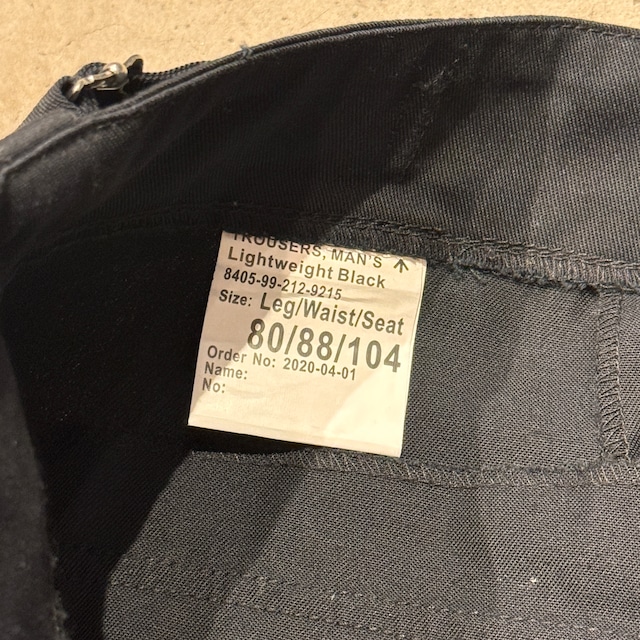 TROUSERS, MAN'S
Lightweight Black
8405-99-212-9215
Size: Leg/Waist/Seat
80/88/104
Order No: 2020-04-01
Name:
No: